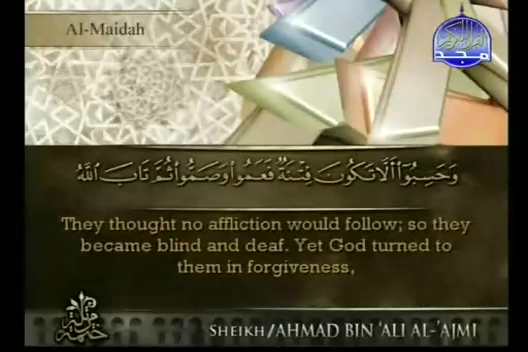 Al-Maidah
مجد
وَحَسِبُوٓا۟ أَلَّا تَكُونَ فِتْنَةٌ فَعَمُوا۟ وَصَمُّوا۟ ثُمَّ تَابَ ٱللَّهُ
They thought no affliction would follow; so they
became blind and deaf. Yet God turned to
them in forgiveness,
SHEIKH/AHMAD BIN 'ALI AL-'AJMI